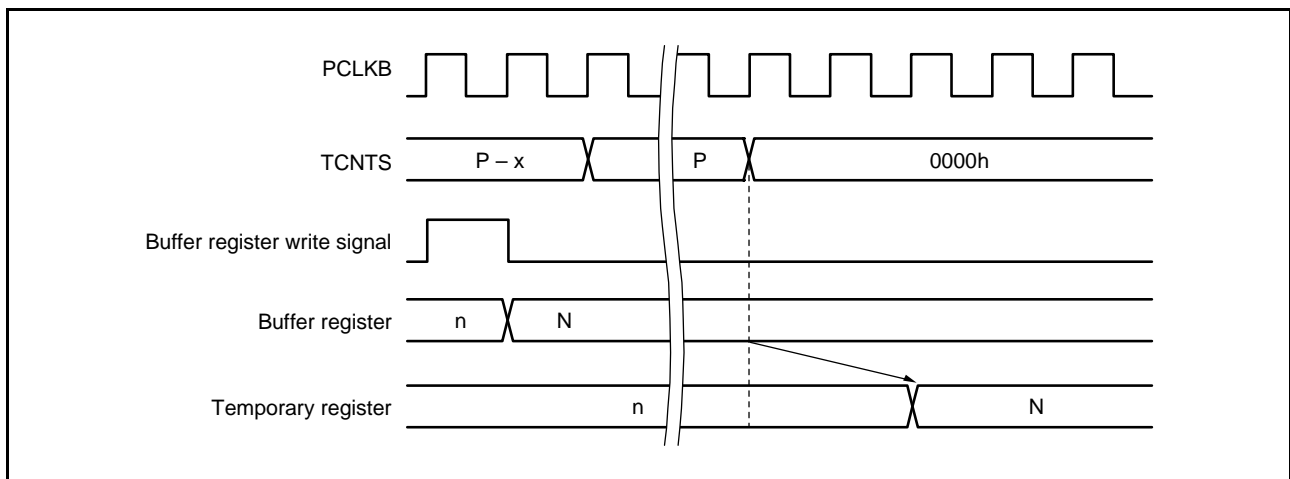 PCLKB
TCNTS
P – x
P
0000h
Buffer register write signal
Buffer register
n
N
Temporary register
n
N